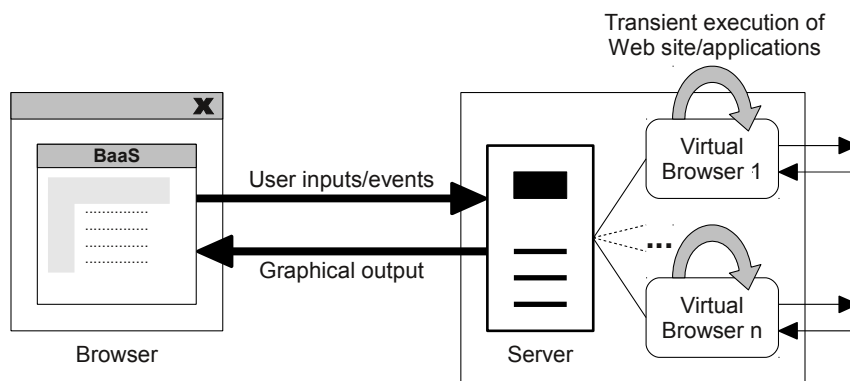 Transient execution of
Web site/applications
X
BaaS
User inputs/events
Graphical output
Virtual
Browser 1
...
Virtual
Browser n
Browser
Server